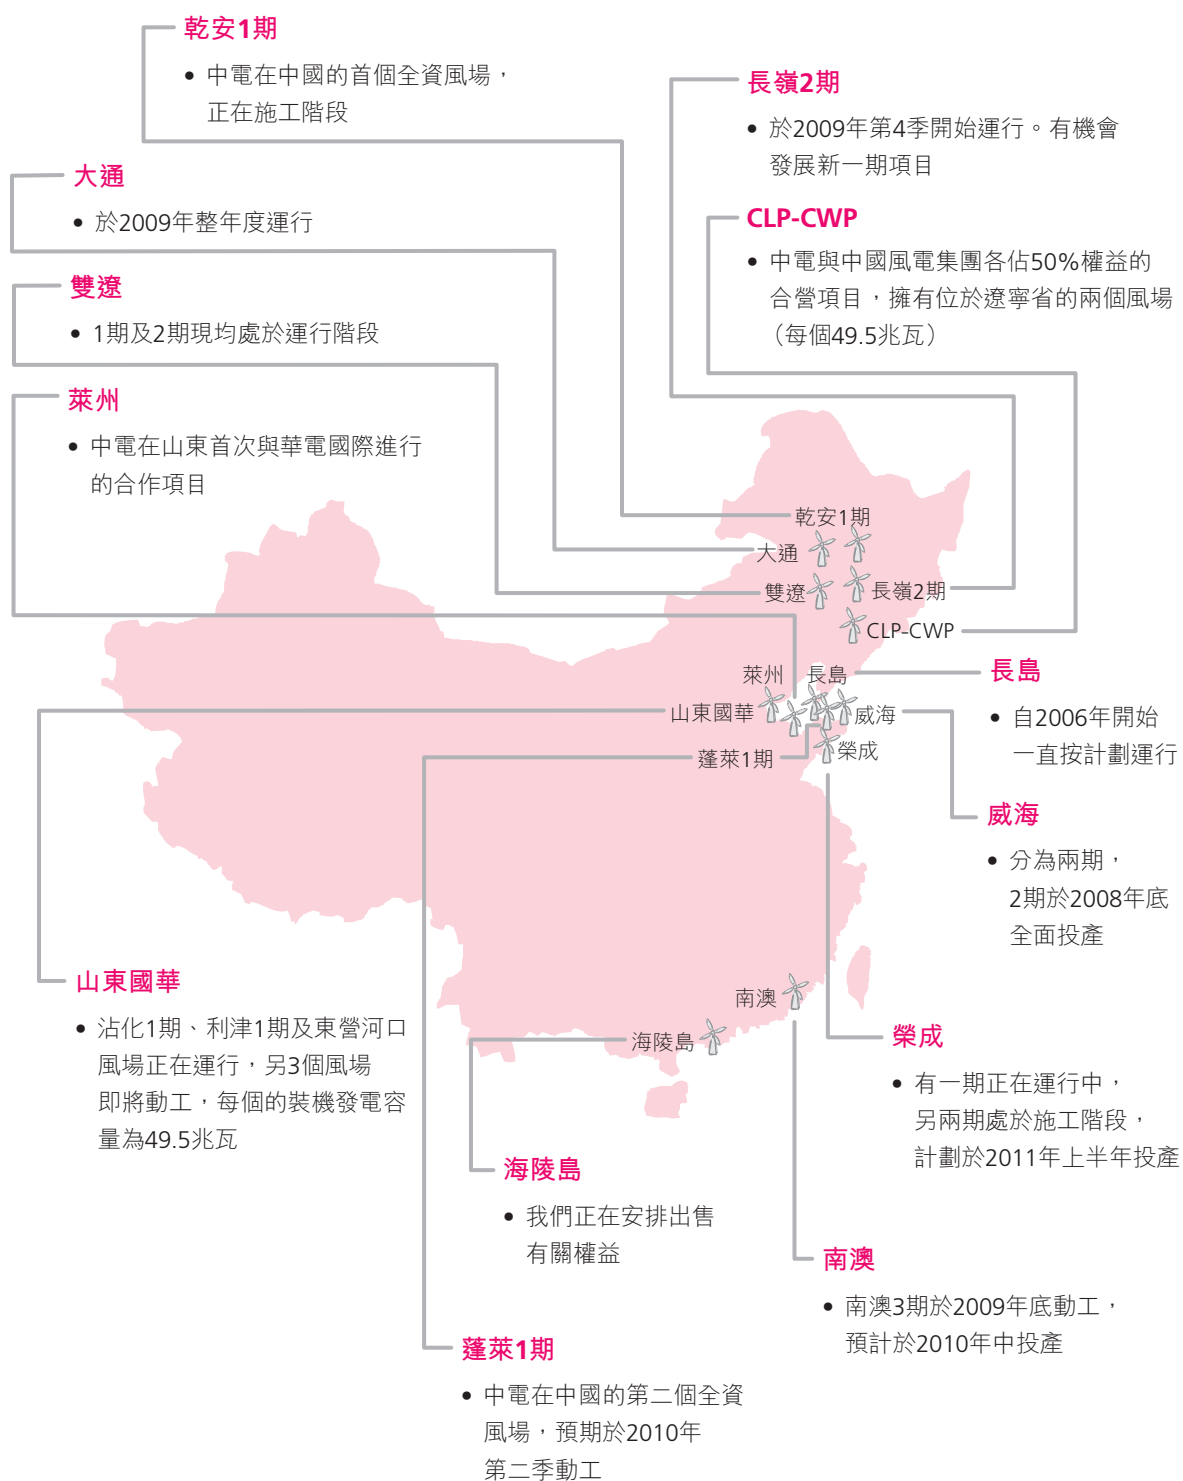 乾安1期
• 中電在中國的首個全資風場，
正在施工階段
大通
• 於2009年整年度運行
雙遼
• 1期及2期現均處於運行階段
萊州
• 中電在山東首次與華電國際進行
的合作項目
長嶺2期
• 於2009年第4季開始運行。有機會
發展新一期項目
CLP-CWP
• 中電與中國風電集團各佔50%權益的
合營項目，擁有位於遼寧省的兩個風場
（每個49.5兆瓦）
乾安1期
大通
雙遼
長嶺2期
CLP-CWP
萊州
長島
山東國華
威海
蓬萊1期
榮成
南澳
海陵島
長島
• 自2006年開始
一直按計劃運行
威海
• 分為兩期，
2期於2008年底
全面投產
山東國華
• 沾化1期、利津1期及東營河口
風場正在運行，另3個風場
即將動工，每個的裝機發電容
量為49.5兆瓦
榮成
• 有一期正在運行中，
另兩期處於施工階段，
計劃於2011年上半年投產
海陵島
• 我們正在安排出售
有關權益
南澳
• 南澳3期於2009年底動工，
預計於2010年中投產
蓬萊1期
• 中電在中國的第二個全資
風場，預期於2010年
第二季動工